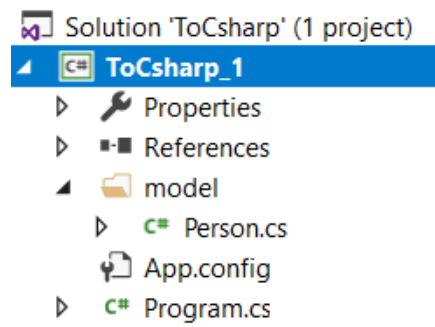 Solution 'ToCsharp' (1 project)
C# ToCsharp_1
Properties
References
model
C# Person.cs
App.config
C# Program.cs